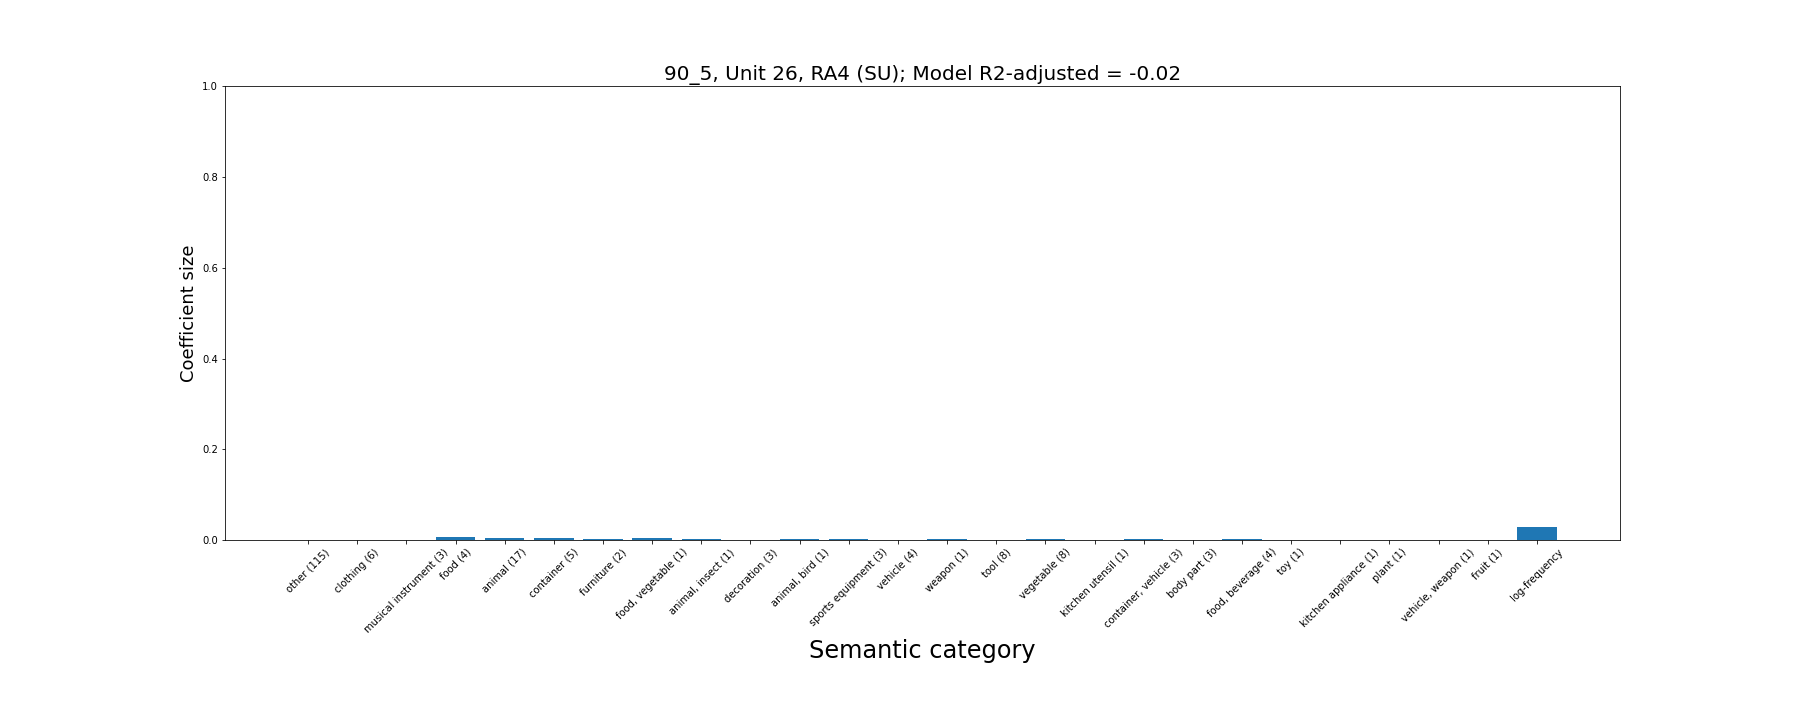 90_5, Unit 26, RA4 (SU); Model R2-adjusted = -0.02
1.0
0.8
0.6
0.4
0.2
0.0
Coefficient size
other (115)
clothing (6)
musical instrument (3)
food (4)
animal (17)
container (5)
furniture (2)
food, vegetable (1)
animal, insect (1)
decoration (3)
animal, bird (1)
sports equipment (3)
vehicle (4)
weapon (1)
tool (8)
vegetable (8)
kitchen utensil (1)
container, vehicle (3)
body part (3)
food, beverage (4)
toy (1)
kitchen appliance (1)
plant (1)
vehicle, weapon (1)
fruit (1)
log-frequency
Semantic category